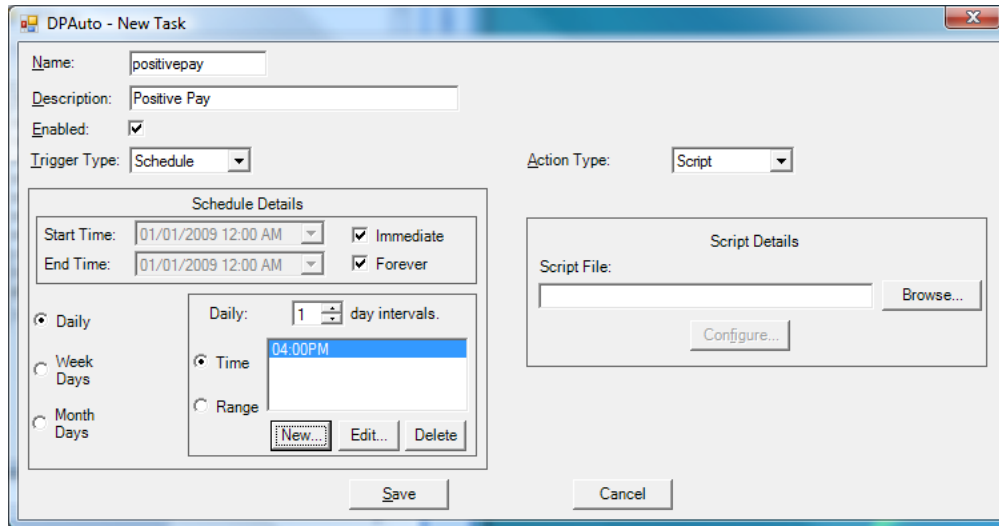 DPAuto - New Task
Name: positivepay
Description: Positive Pay
Enabled:
Trigger Type: Schedule
Action Type: Script
Schedule Details
Start Time: 01/01/2009 12:00 AM Immediate
End Time: 01/01/2009 12:00 AM Forever
Daily
Week Days
Month Days
Daily: 1 day intervals.
Time
04:00PM
Range
New... Edit... Delete
Script Details
Script File:
Browse...
Configure...
Save Cancel